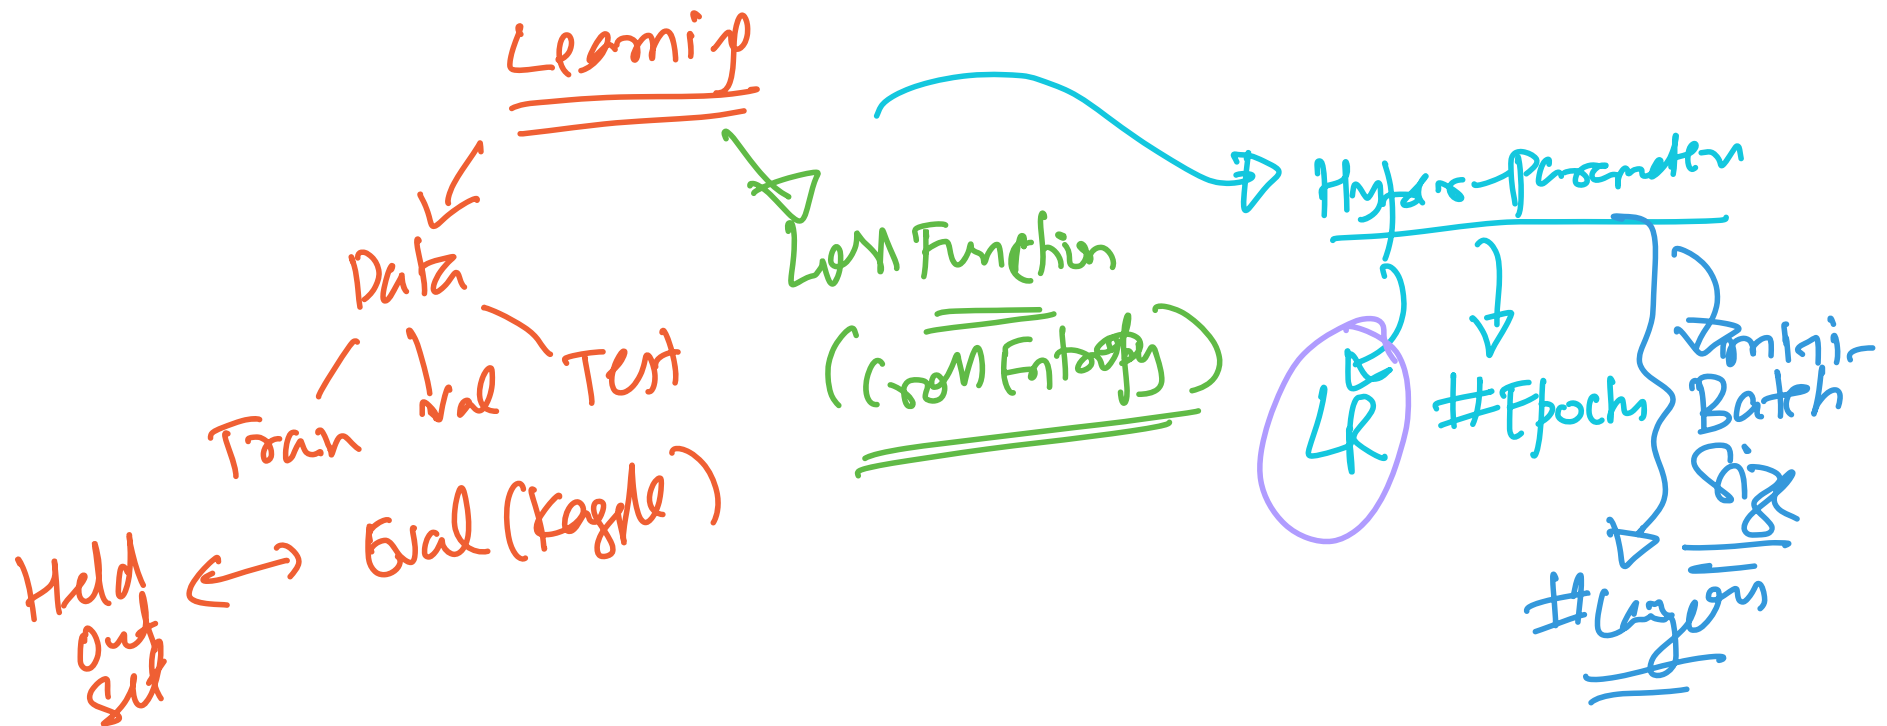 Learning
Hyper-Parameters
Data
Loss Function
(Cross Entropy)
Train
Val
Test
LR
#Epochs
Mini-
Batch
Size
Eval (Kaggle)
Held
out
set
#Layers